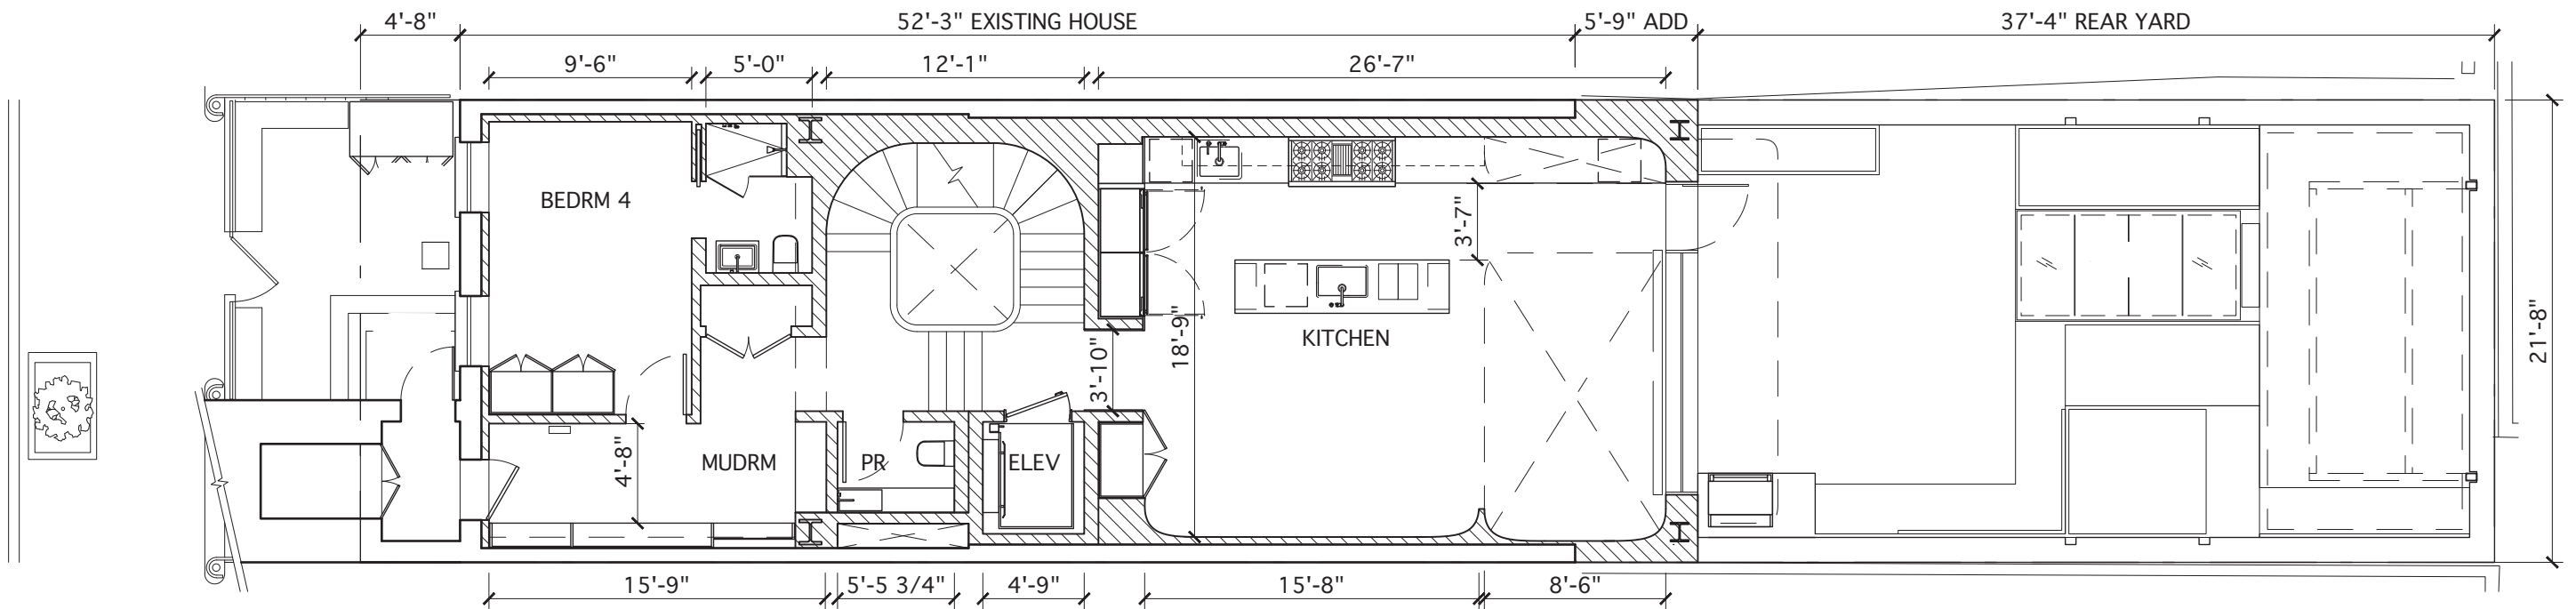 4'-8"
52'-3" EXISTING HOUSE
5'-9" ADD
37'-4" REAR YARD
9'-6"
5'-0"
12'-1"
26'-7"
BEDRM 4
3'-7"
KITCHEN
18'-9"
3'-10"
21'-8"
4'-8"
MUDRM
PR
ELEV
15'-9"
5'-5 3/4"
4'-9"
15'-8"
8'-6"